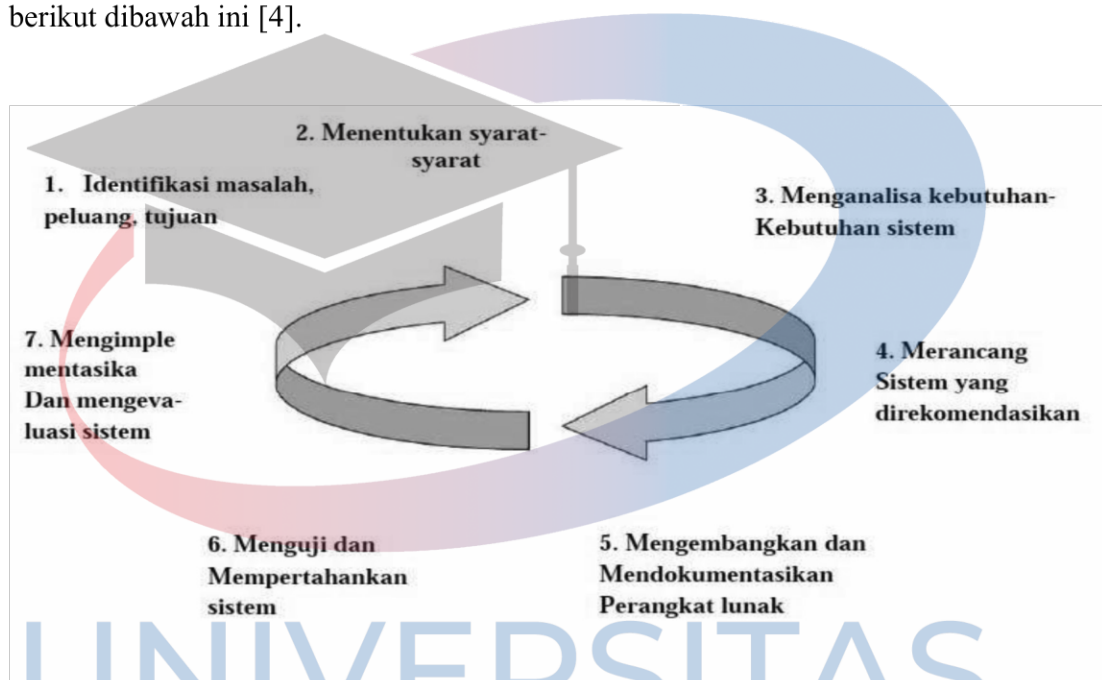 berikut dibawah ini [4].
2. Menentukan syarat-
syarat
1. Identifikasi masalah,
peluang, tujuan
3. Menganalisa kebutuhan-
Kebutuhan sistem
7. Mengimple
mentasika
Dan mengeva-
luasi sistem
4. Merancang
Sistem yang
direkomendasikan
6. Menguji dan
Mempertahankan
sistem
5. Mengembangkan dan
Mendokumentasikan
Perangkat lunak
UNIVERSITAS